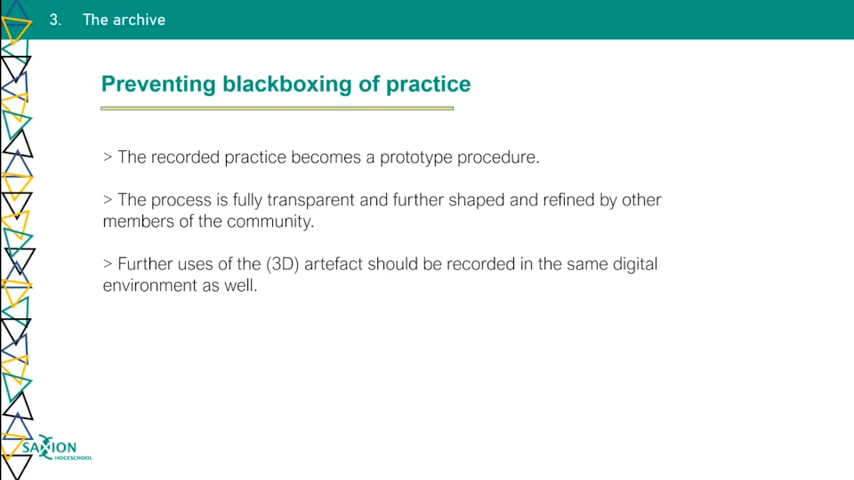 3. The archive
Preventing blackboxing of practice
> The recorded practice becomes a prototype procedure.
> The process is fully transparent and further shaped and refined by other
members of the community.
> Further uses of the (3D) artefact should be recorded in the same digital
environment as well.
SAXION
HOGESCHOOL